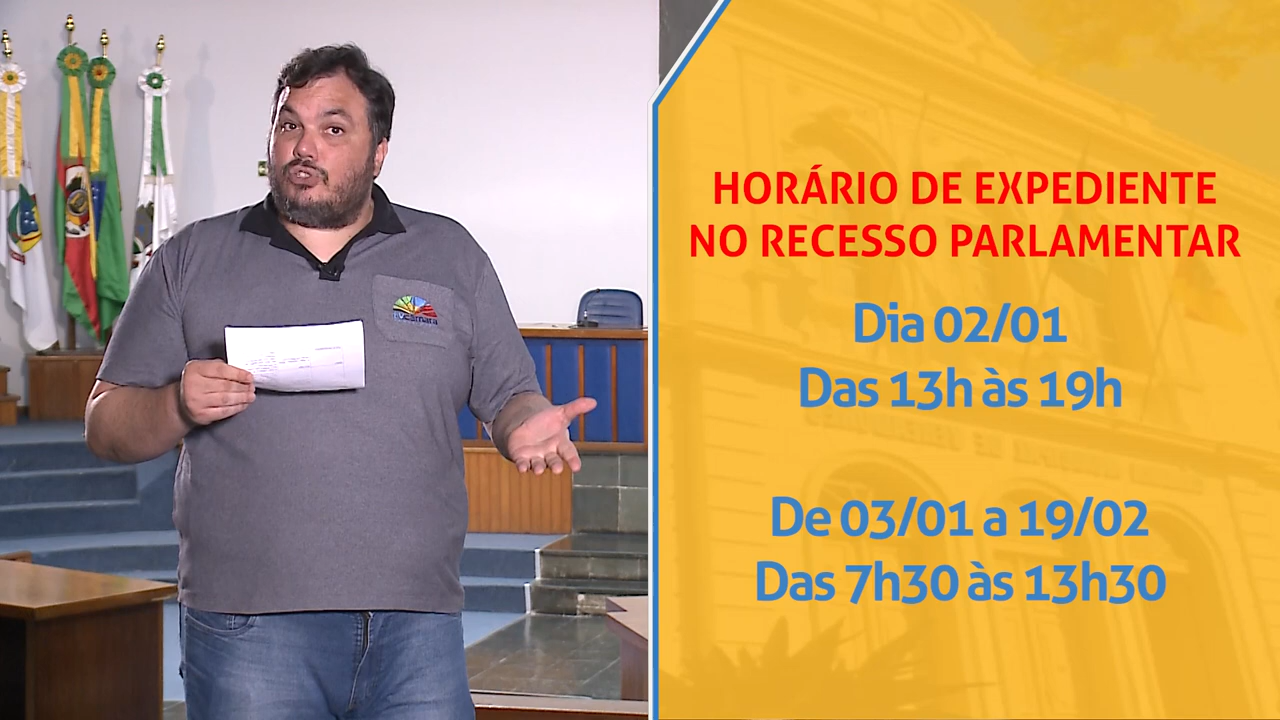 HORÁRIO DE EXPEDIENTE
NO RECESSO PARLAMENTAR
Dia 02/01
Das 13h às 19h
De 03/01 a 19/02
Das 7h30 às 13h30